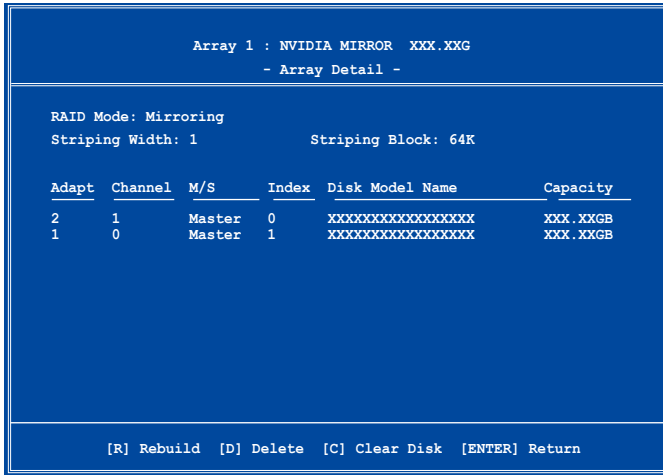 Array 1 : NVIDIA MIRROR XXX.XXG
- Array Detail -
RAID Mode: Mirroring
Striping Width: 1 Striping Block: 64K
Adapt Channel M/S Index Disk Model Name Capacity
2 1 Master 0 XXXXXXXXXXXXXXXXX XXX.XXGB
1 0 Master 1 XXXXXXXXXXXXXXXXX XXX.XXGB
[R] Rebuild [D] Delete [C] Clear Disk [ENTER] Return